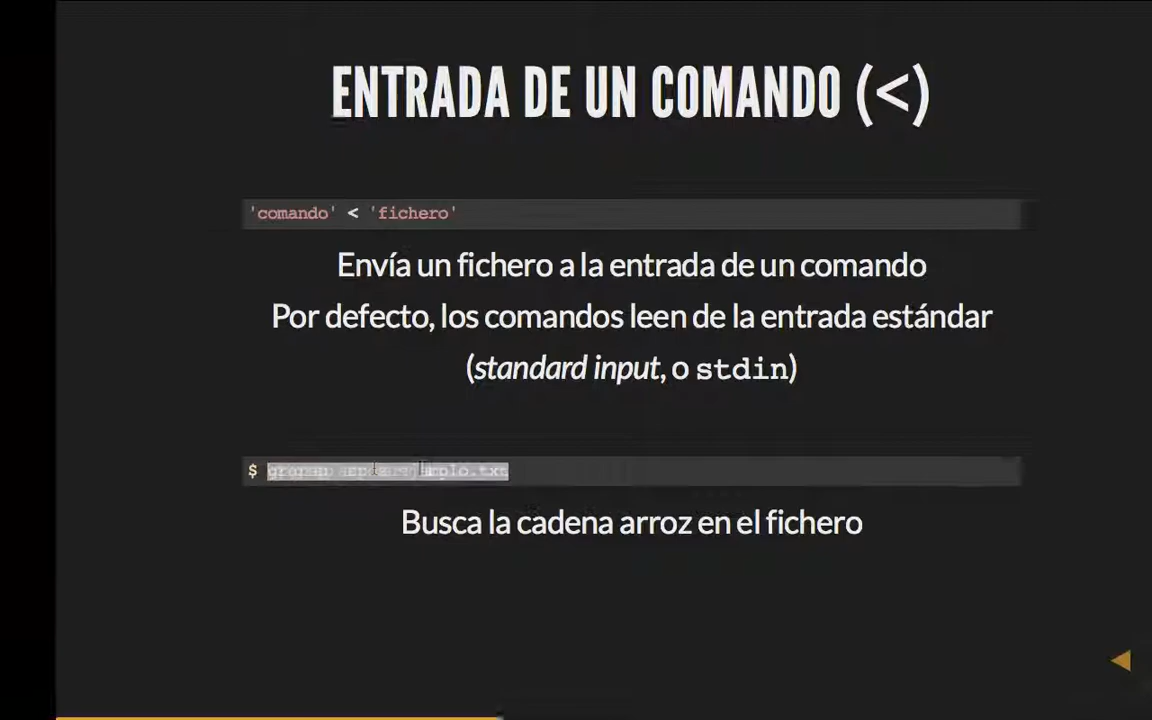 ENTRADA DE UN COMANDO (<)
'comando' < 'fichero'
Envía un fichero a la entrada de un comando
Por defecto, los comandos leen de la entrada estándar
(standard input, o stdin)
$
Busca la cadena arroz en el fichero